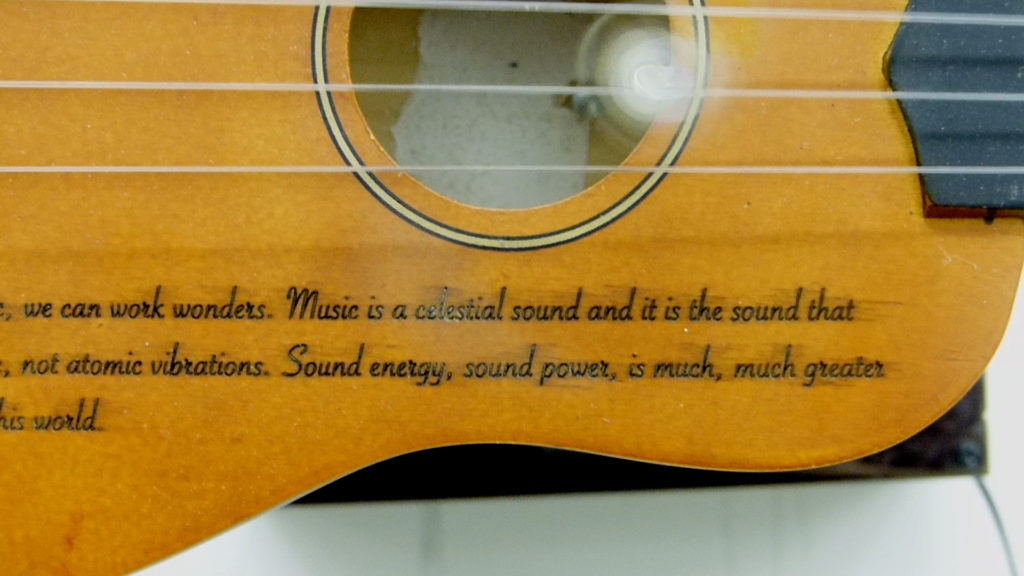 , we can work wonders. Music is a celestial sound and it is the sound that
, not atomic vibrations. Sound energy, sound power, is much, much greater
world.